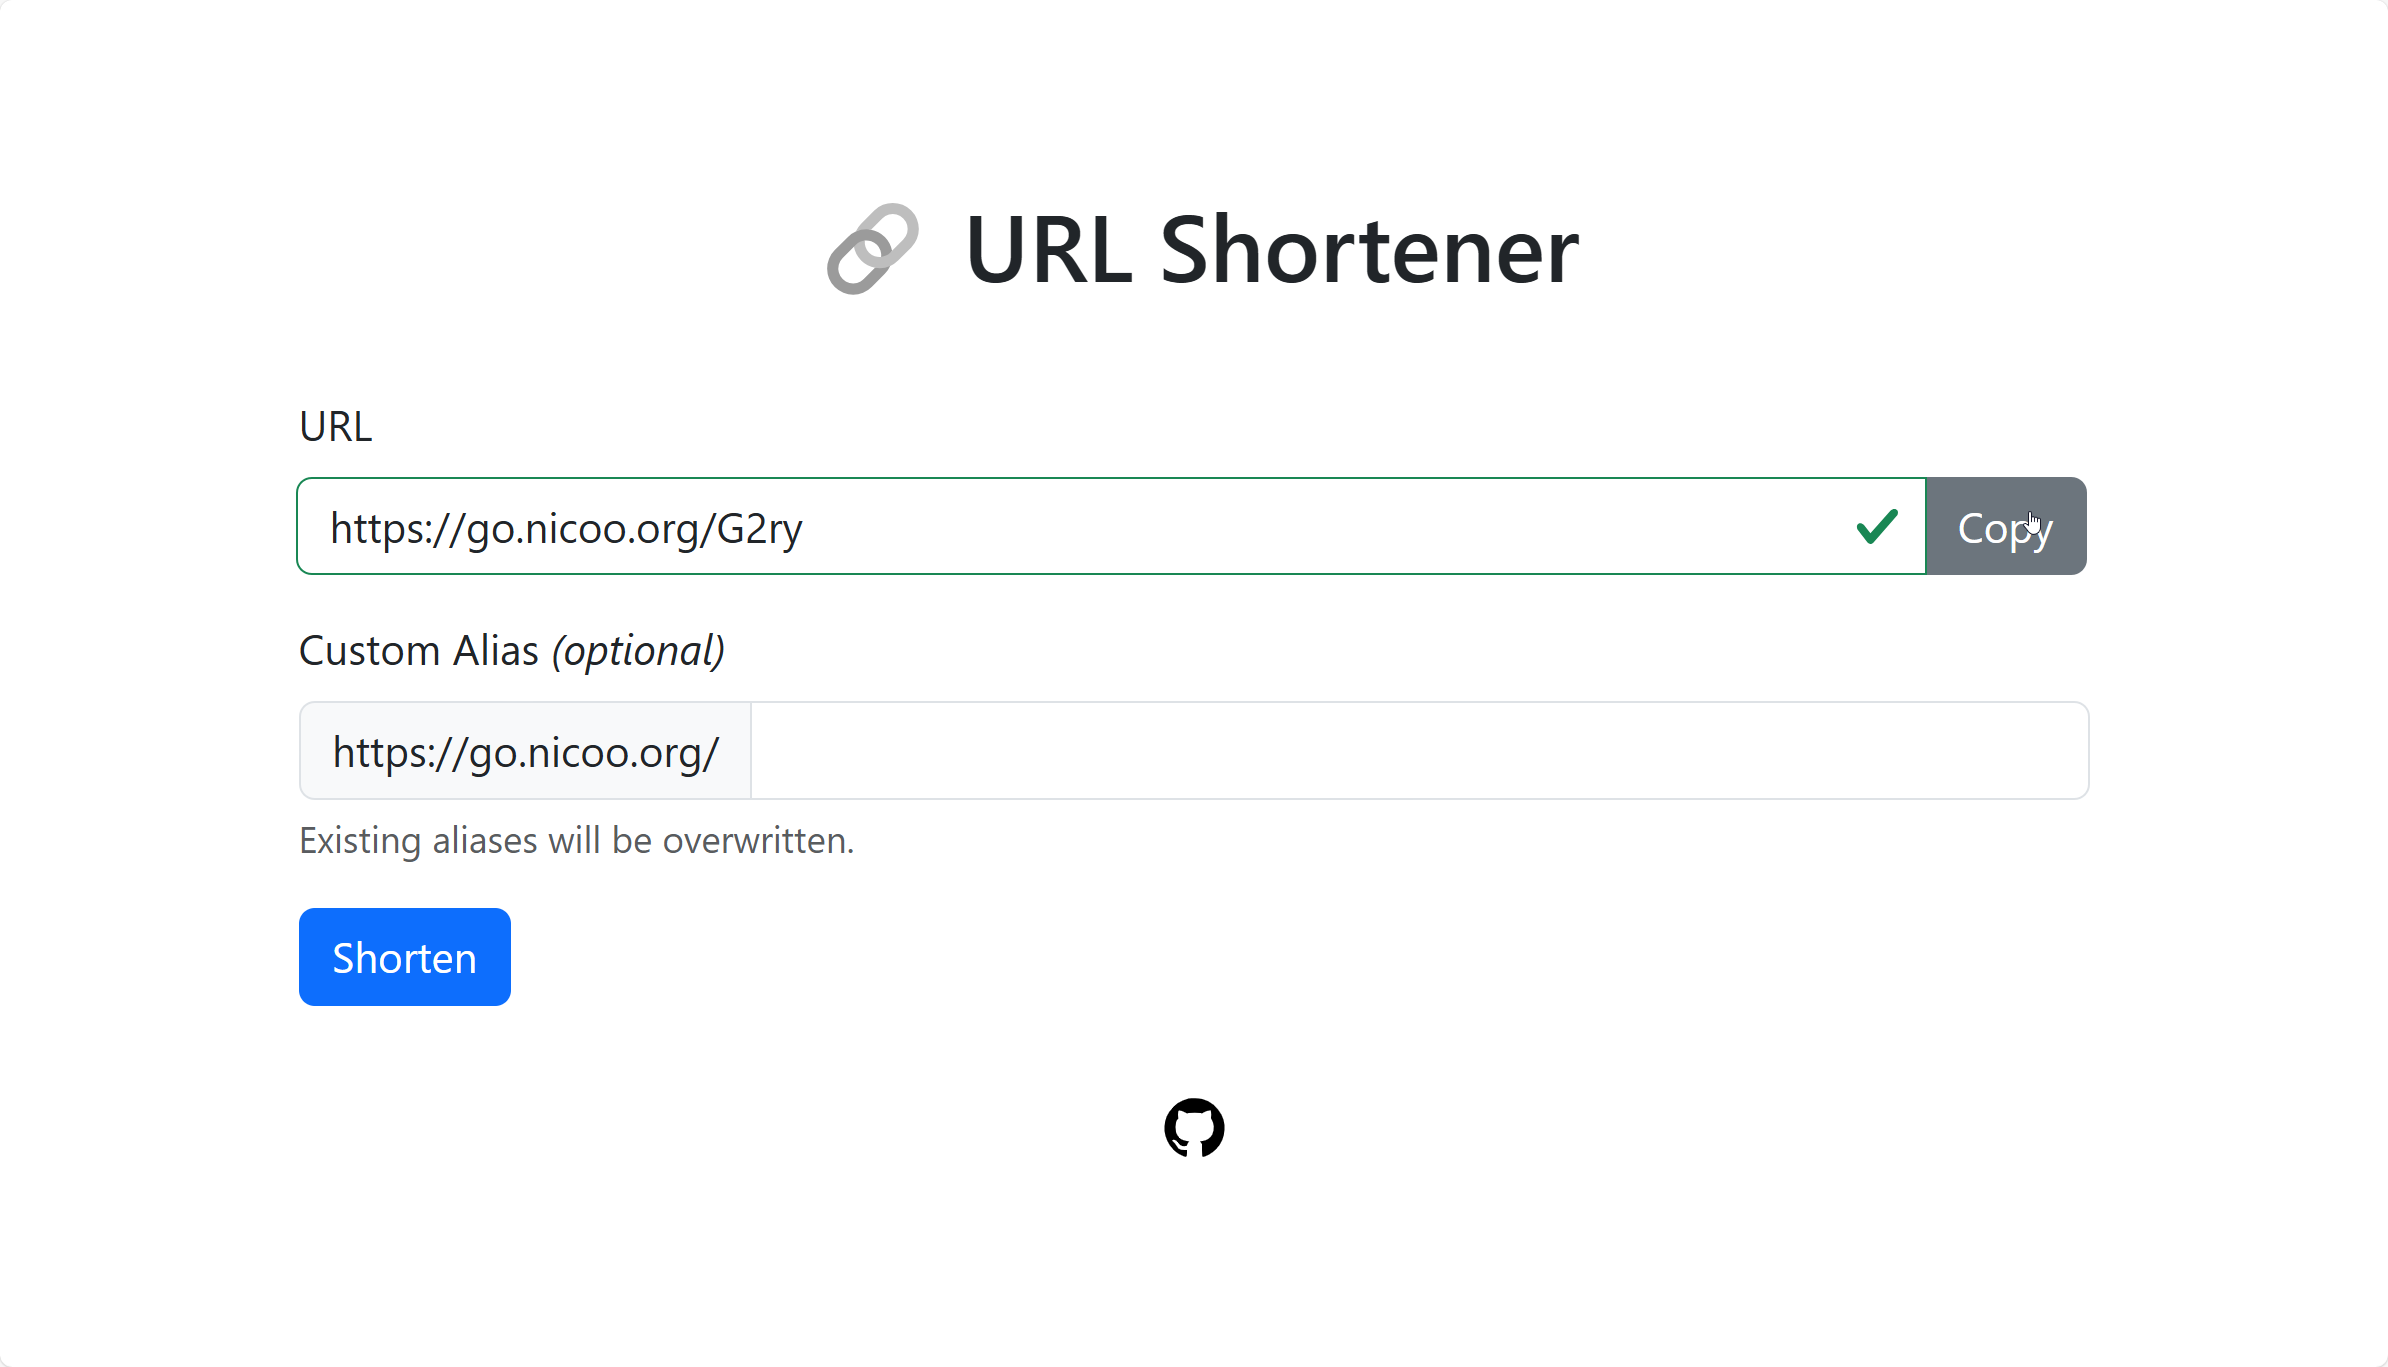 URL Shortener
URL
https://go.nicoo.org/G2ry
Copy
Custom Alias (optional)
https://go.nicoo.org/
Existing aliases will be overwritten.
Shorten